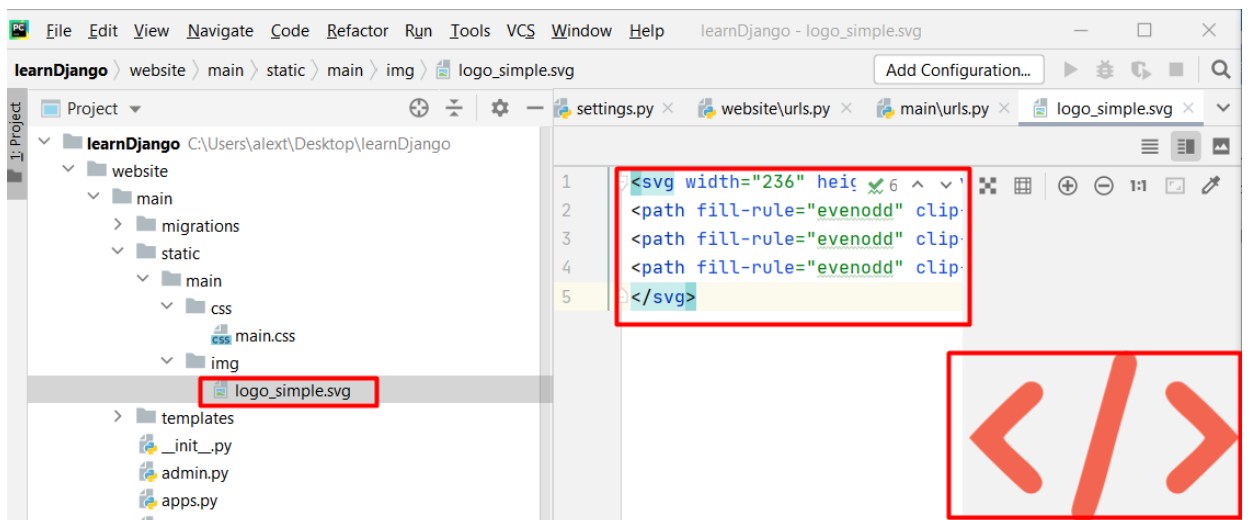 PC File Edit View Navigate Code Refactor Run Tools VCS Window Help learnDjango - logo_simple.svg
learnDjango website main static main img logo_simple.svg Add Configuration...
1: Project
Project
settings.py website\urls.py main\urls.py logo_simple.svg
learnDjango C:\Users\alext\Desktop\learnDjango
website
main
migrations
static
main
css
css main.css
img
logo_simple.svg
templates
__init__.py
admin.py
apps.py
1 <svg width="236" heig 6
2 <path fill-rule="evenodd" clip-
3 <path fill-rule="evenodd" clip-
4 <path fill-rule="evenodd" clip-
5 </svg>
1:1
</>